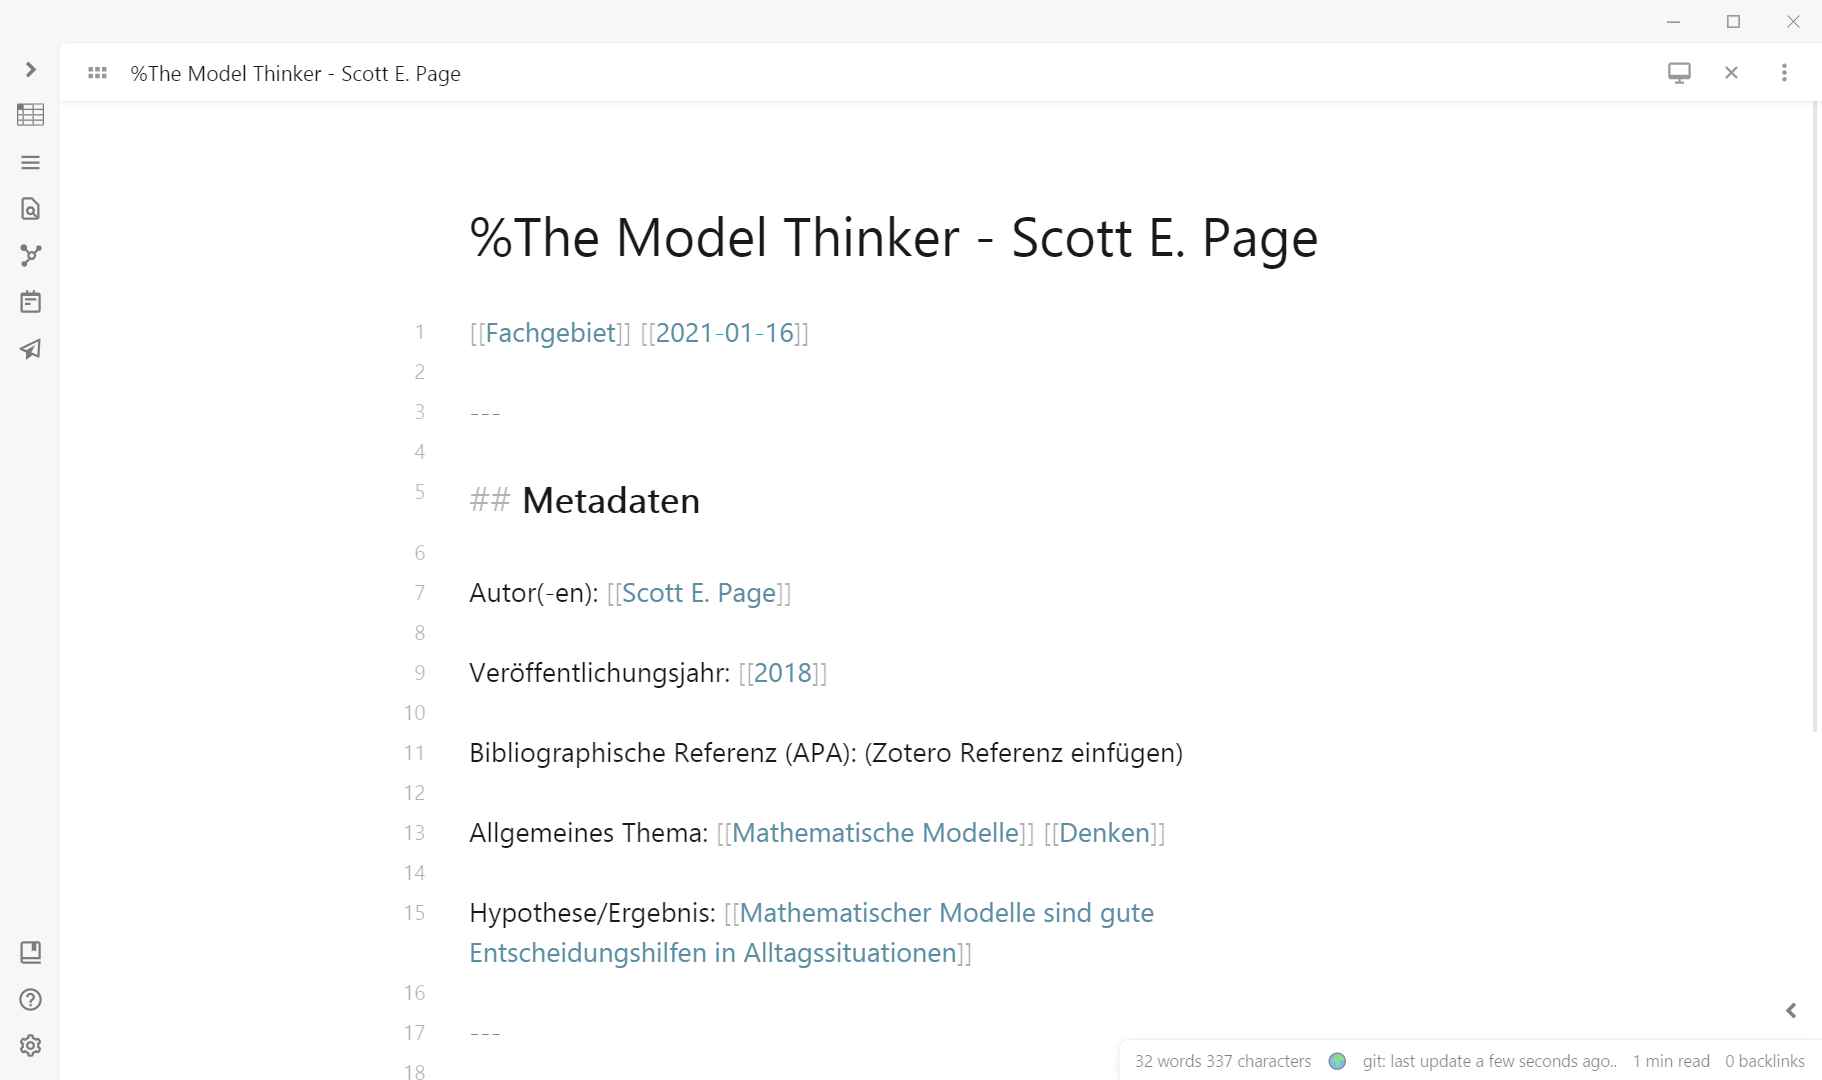 %The Model Thinker - Scott E. Page
%The Model Thinker - Scott E. Page
1 [[Fachgebiet]] [[2021-01-16]]
2
3 ---
4
5 ## Metadaten
6
7 Autor(-en): [[Scott E. Page]]
8
9 Veröffentlichungsjahr: [[2018]]
10
11 Bibliographische Referenz (APA): (Zotero Referenz einfügen)
12
13 Allgemeines Thema: [[Mathematische Modelle]] [[Denken]]
14
15 Hypothese/Ergebnis: [[Mathematischer Modelle sind gute
Entscheidungshilfen in Alltagssituationen]]
16
17 ---
18
32 words 337 characters git: last update a few seconds ago.. 1 min read 0 backlinks